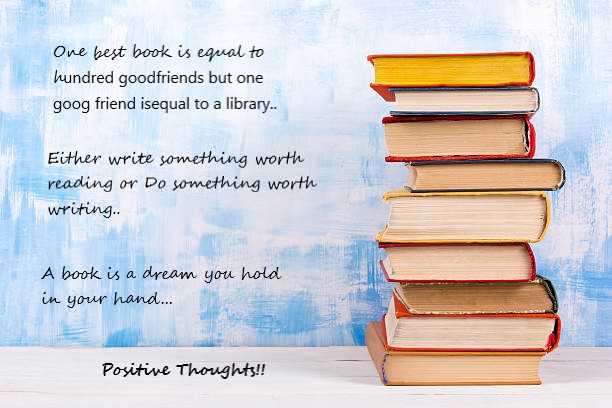 One best book is equal to
hundred goodfriends but one
goog friend isequal to a library..
Either write something worth
reading or Do something worth
writing..
A book is a dream you hold
in your hand...
Positive Thoughts!!